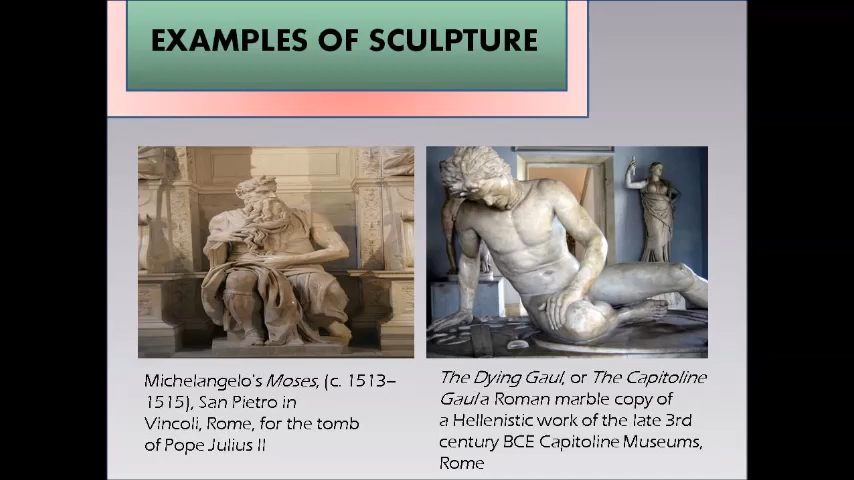 EXAMPLES OF SCULPTURE
Michelangelo's Moses, (c. 1513–
1515), San Pietro in
Vincoli, Rome, for the tomb
of Pope Julius II
The Dying Gaul, or The Capitoline
Gaul a Roman marble copy of
a Hellenistic work of the late 3rd
century BCE Capitoline Museums,
Rome